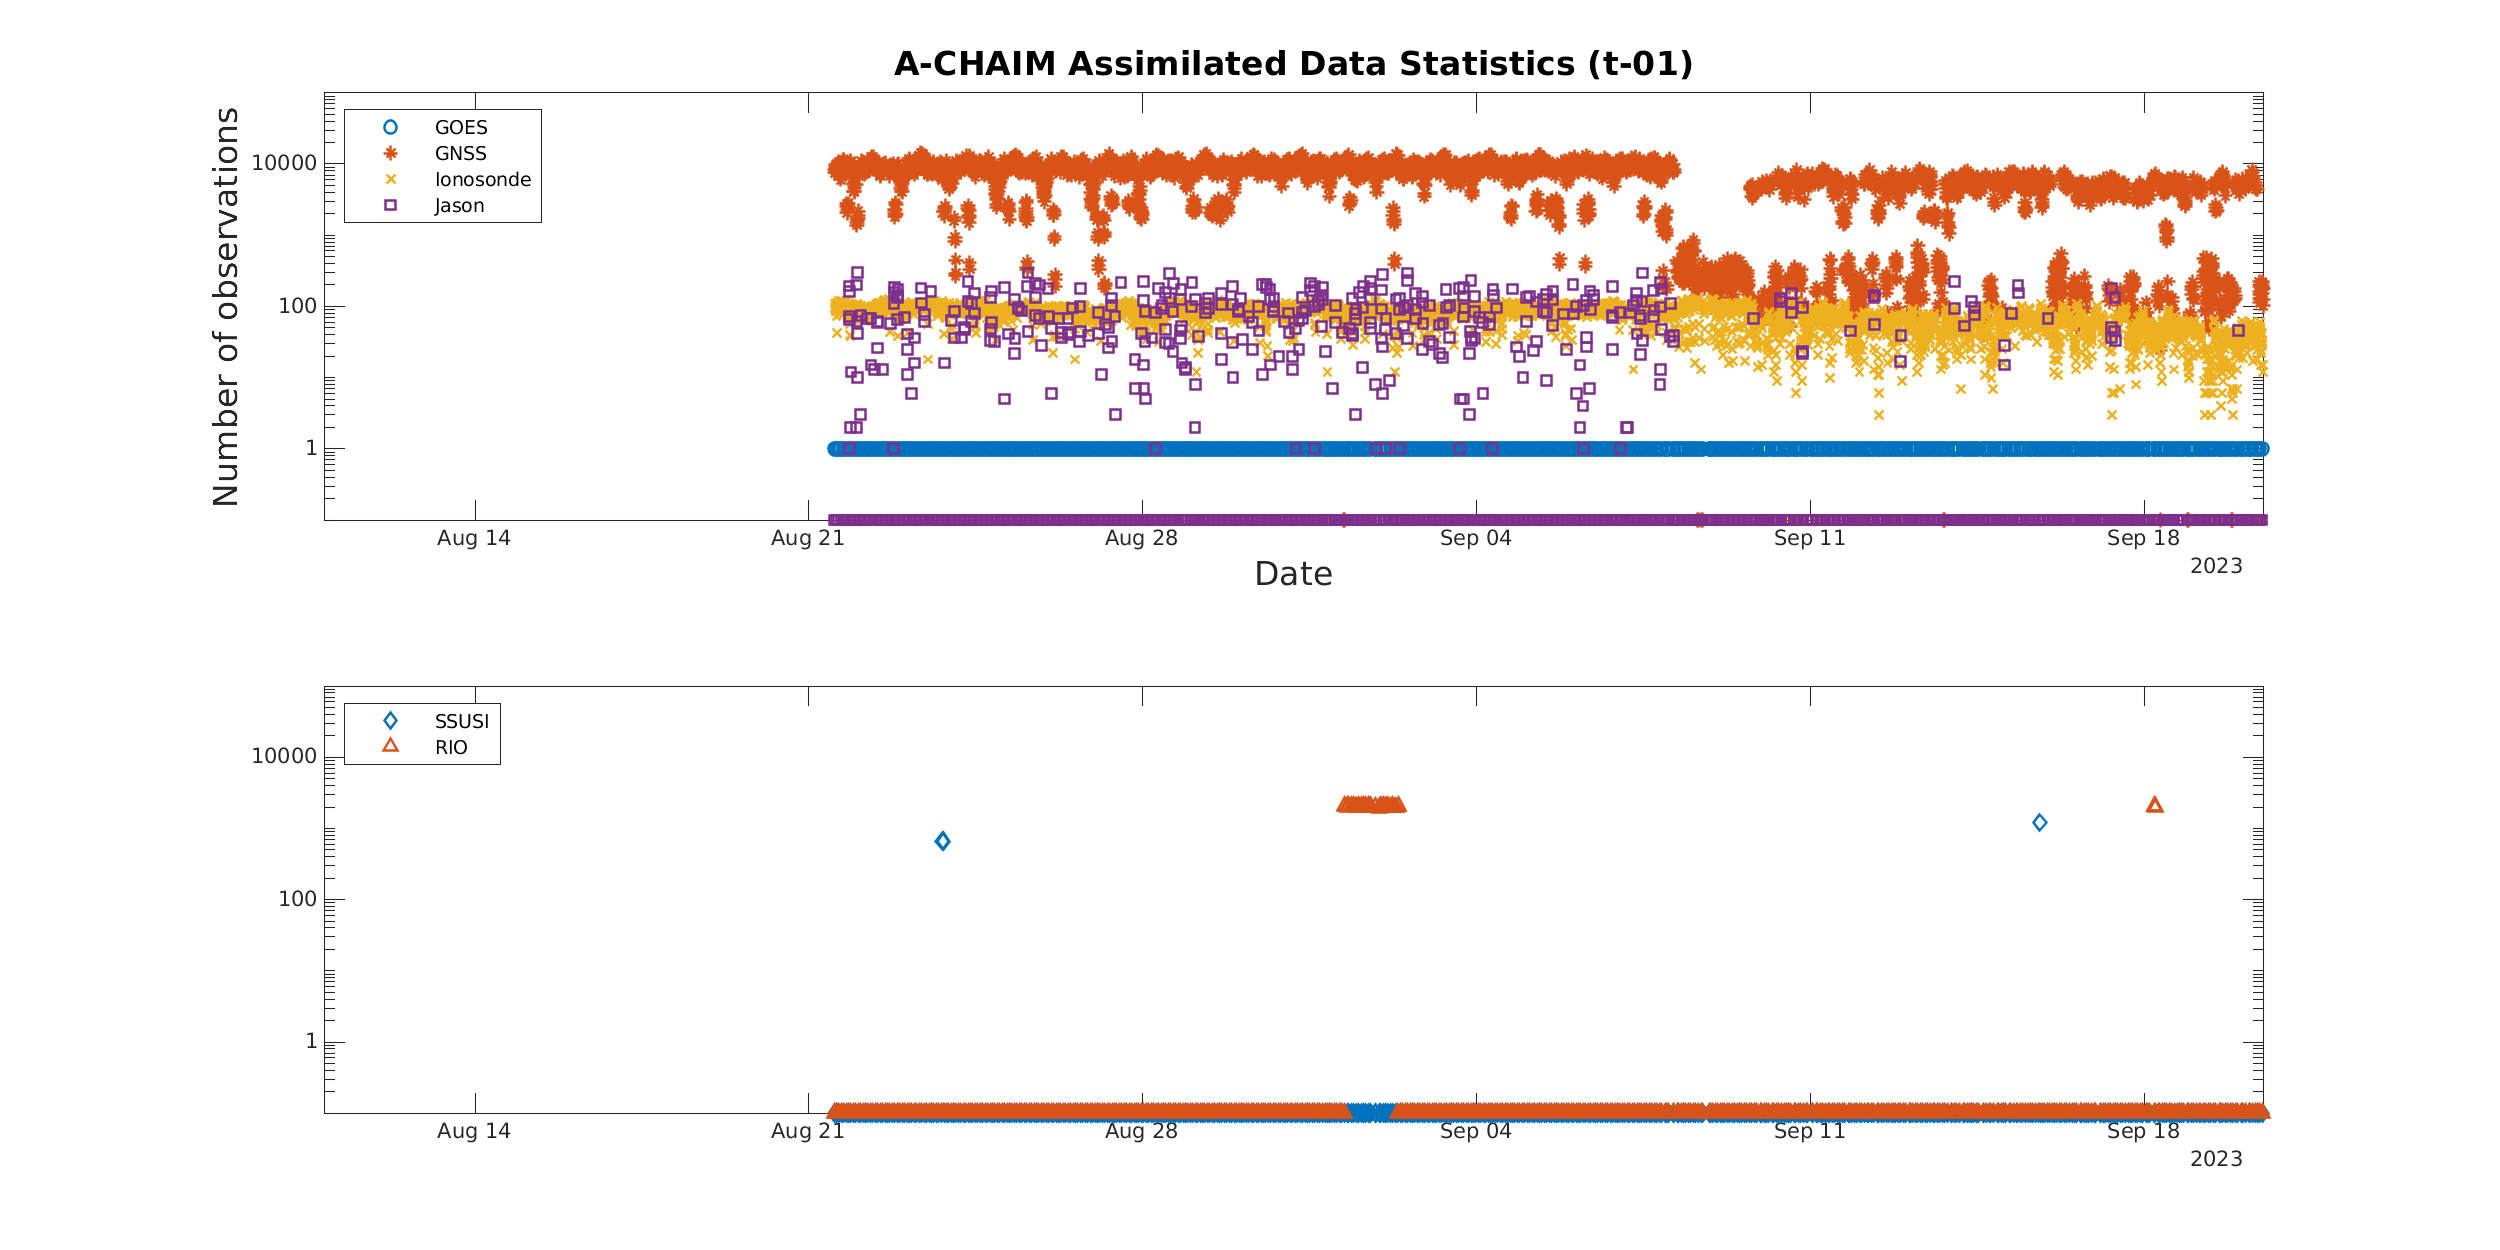 A-CHAIM Assimilated Data Statistics (t-01)
Number of observations
GOES
GNSS
Ionosonde
Jason
10000
100
1
Aug 14 Aug 21 Aug 28 Sep 04 Sep 11 Sep 18
2023
Date
SSUSI
RIO
10000
100
1
Aug 14 Aug 21 Aug 28 Sep 04 Sep 11 Sep 18
2023